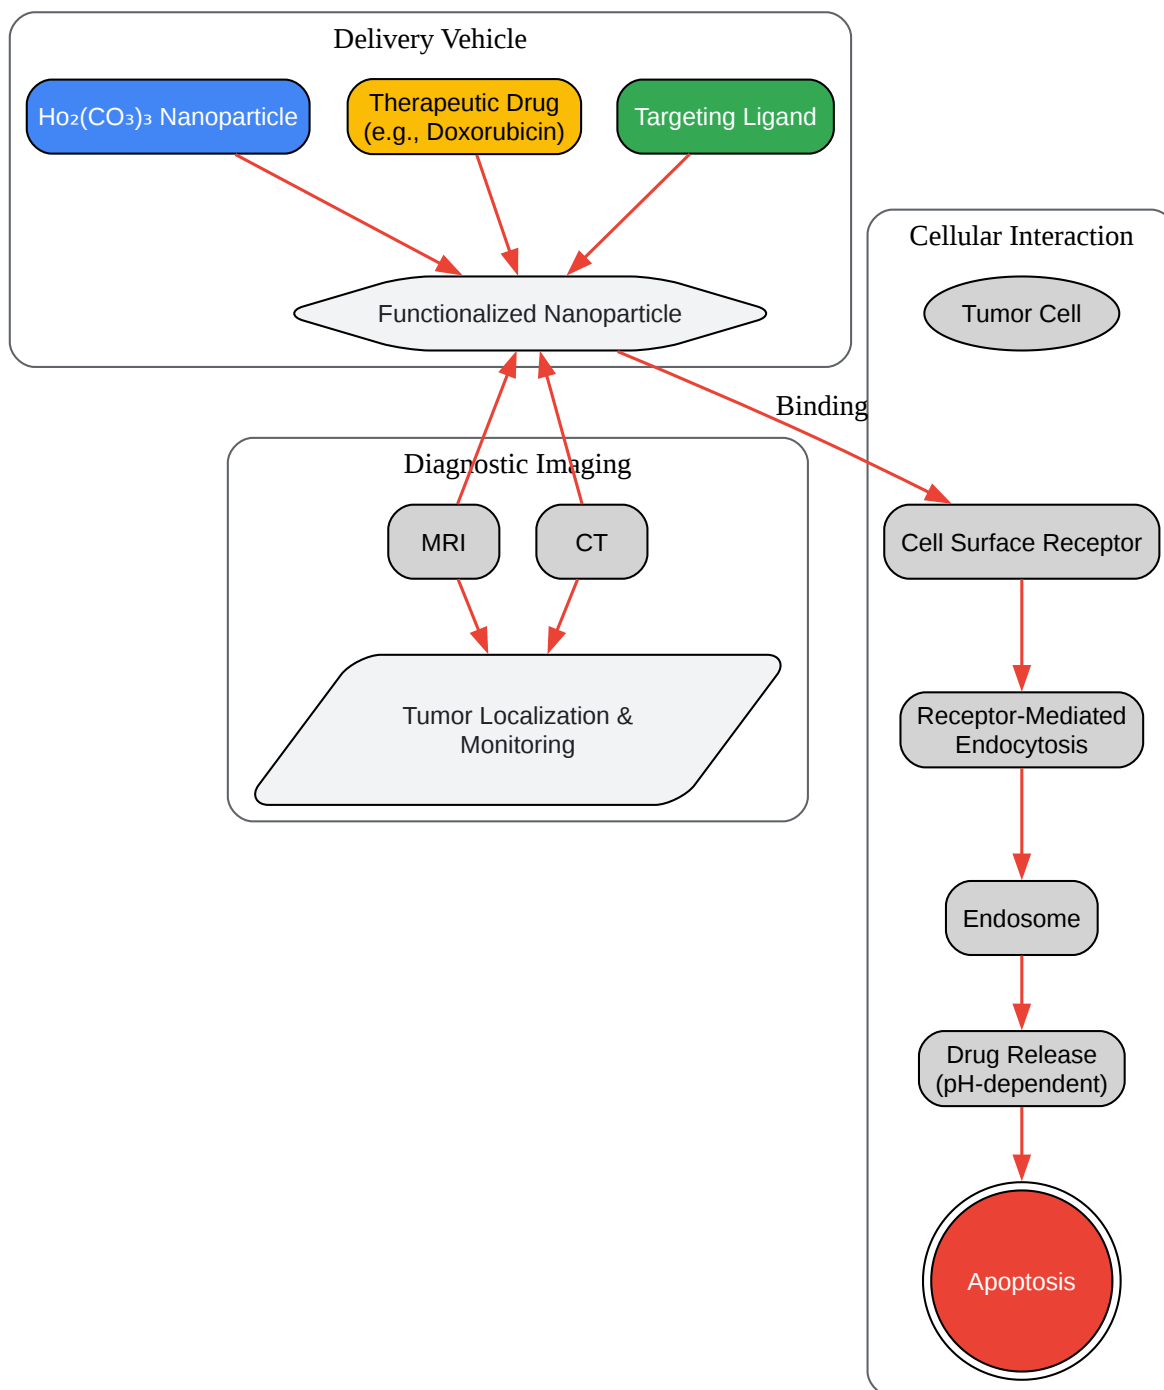 Delivery Vehicle
Ho₂(CO₃)₃ Nanoparticle
Therapeutic Drug
(e.g., Doxorubicin)
Targeting Ligand
Functionalized Nanoparticle
Binding
Diagnostic Imaging
MRI
CT
Tumor Localization &
Monitoring
Cellular Interaction
Tumor Cell
Cell Surface Receptor
Receptor-Mediated
Endocytosis
Endosome
Drug Release
(pH-dependent)
Apoptosis